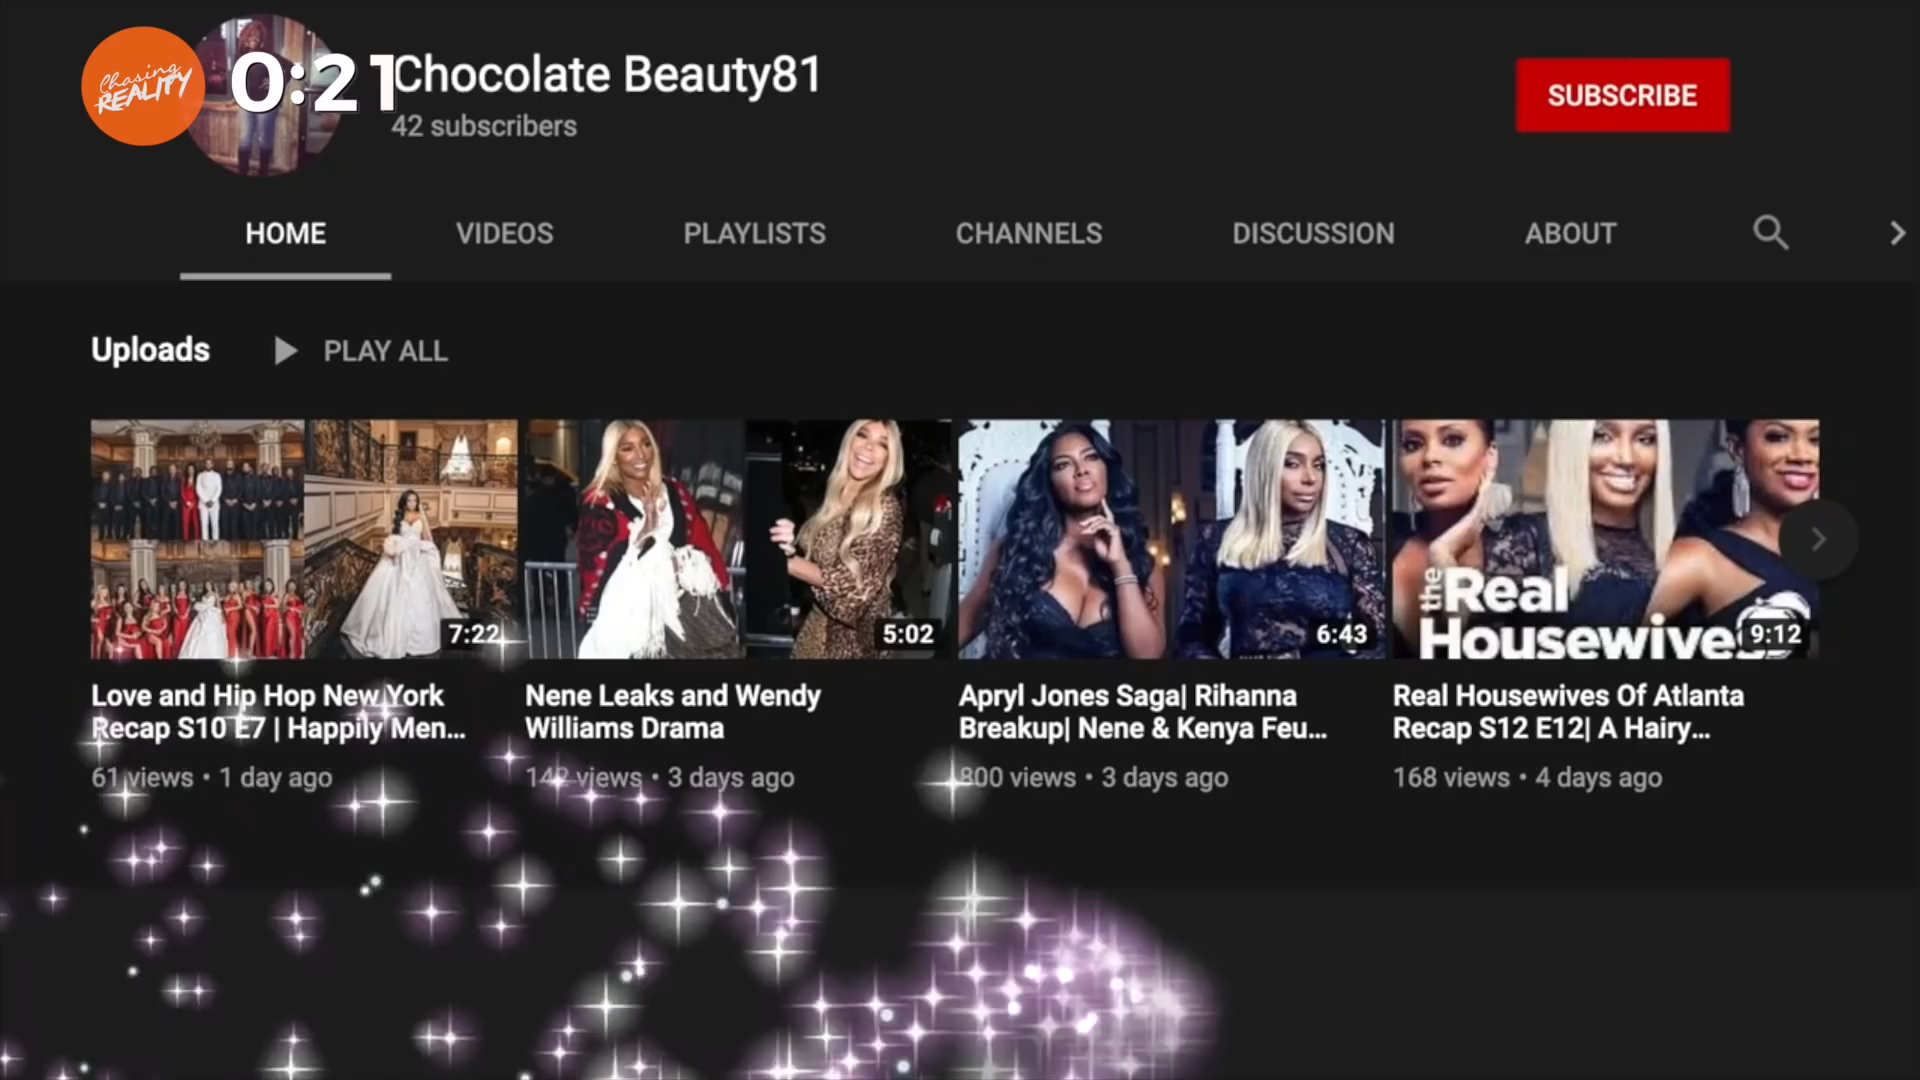 Chasing
REALITY
0:21
Chocolate Beauty81
42 subscribers
SUBSCRIBE
HOME
VIDEOS
PLAYLISTS
CHANNELS
DISCUSSION
ABOUT
Uploads
PLAY ALL
7:22
5:02
6:43
the
Real
Housewives
9:12
Love and Hip Hop New York
Recap S10 E7 | Happily Men...
61 views • 1 day ago
Nene Leaks and Wendy
Williams Drama
142 views • 3 days ago
Apryl Jones Saga| Rihanna
Breakup| Nene & Kenya Feu...
800 views • 3 days ago
Real Housewives Of Atlanta
Recap S12 E12| A Hairy...
168 views • 4 days ago